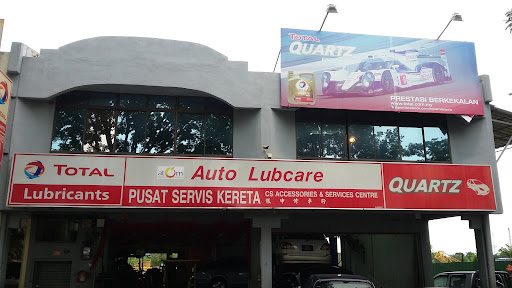 TOTAL
QUARTZ
PRESTASI BERKEKALAN
TOTAL
Lubricants
Auto Lubcare
PUSAT SERVIS KERETA
CS ACCESSORIES & SERVICES CENTRE
QUARTZ